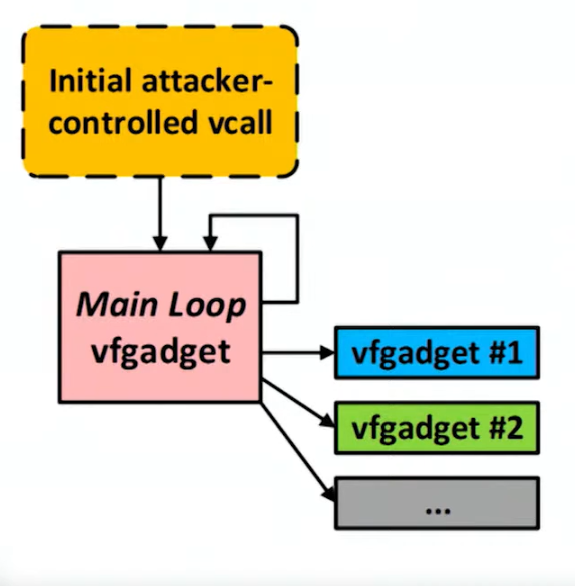 Initial attacker-
controlled vcall
Main Loop
vfgadget
vfgadget #1
vfgadget #2
...